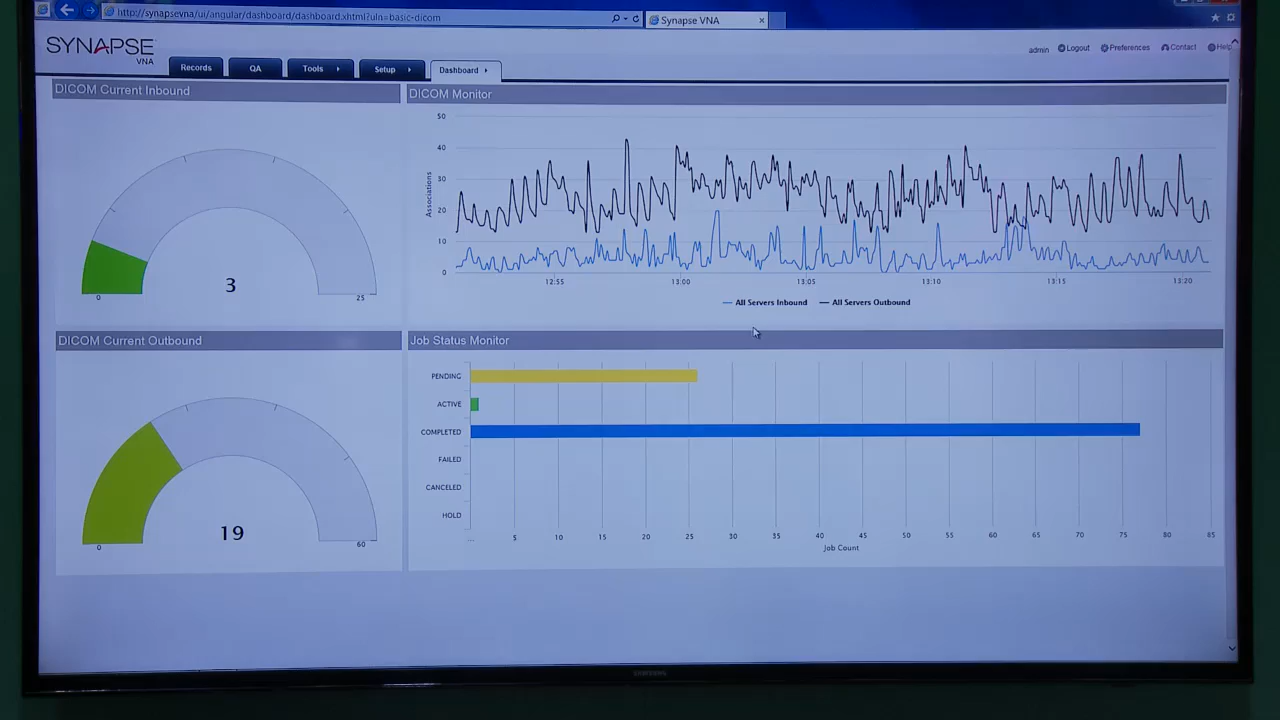 http://synapsevna/ui/angular/dashboard/dashboard.xhtml?uln=basic-dicom
Synapse VNA
SYNAPSE
VNA
Records
QA
Tools
Setup
Dashboard
admin
Logout
Preferences
Contact
Help
DICOM Current Inbound
3
0
25
DICOM Monitor
50
40
30
20
10
0
Associations
12:55
13:00
13:05
13:10
13:15
13:20
All Servers Inbound
All Servers Outbound
DICOM Current Outbound
19
0
60
Job Status Monitor
PENDING
ACTIVE
COMPLETED
FAILED
CANCELED
HOLD
...
5
10
15
20
25
30
35
40
45
50
55
60
65
70
75
80
85
Job Count
SAMSUNG